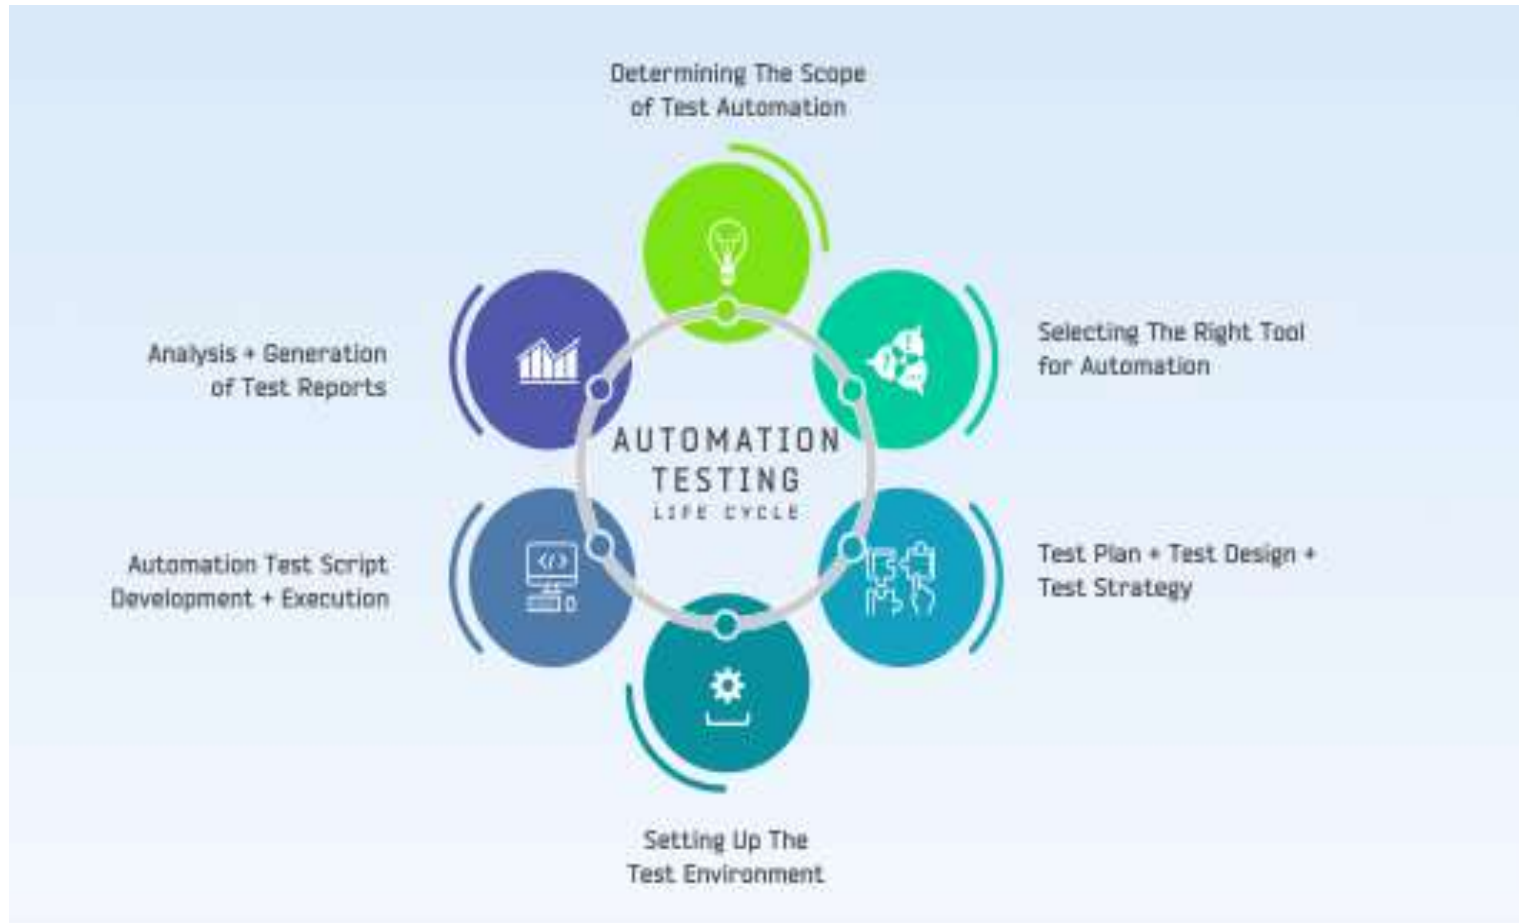 Determining The Scope
of Test Automation
Selecting The Right Tool
for Automation
Test Plan + Test Design +
Test Strategy
Setting Up The
Test Environment
Automation Test Script
Development + Execution
Analysis + Generation
of Test Reports
AUTOMATION
TESTING
LIFE CYCLE